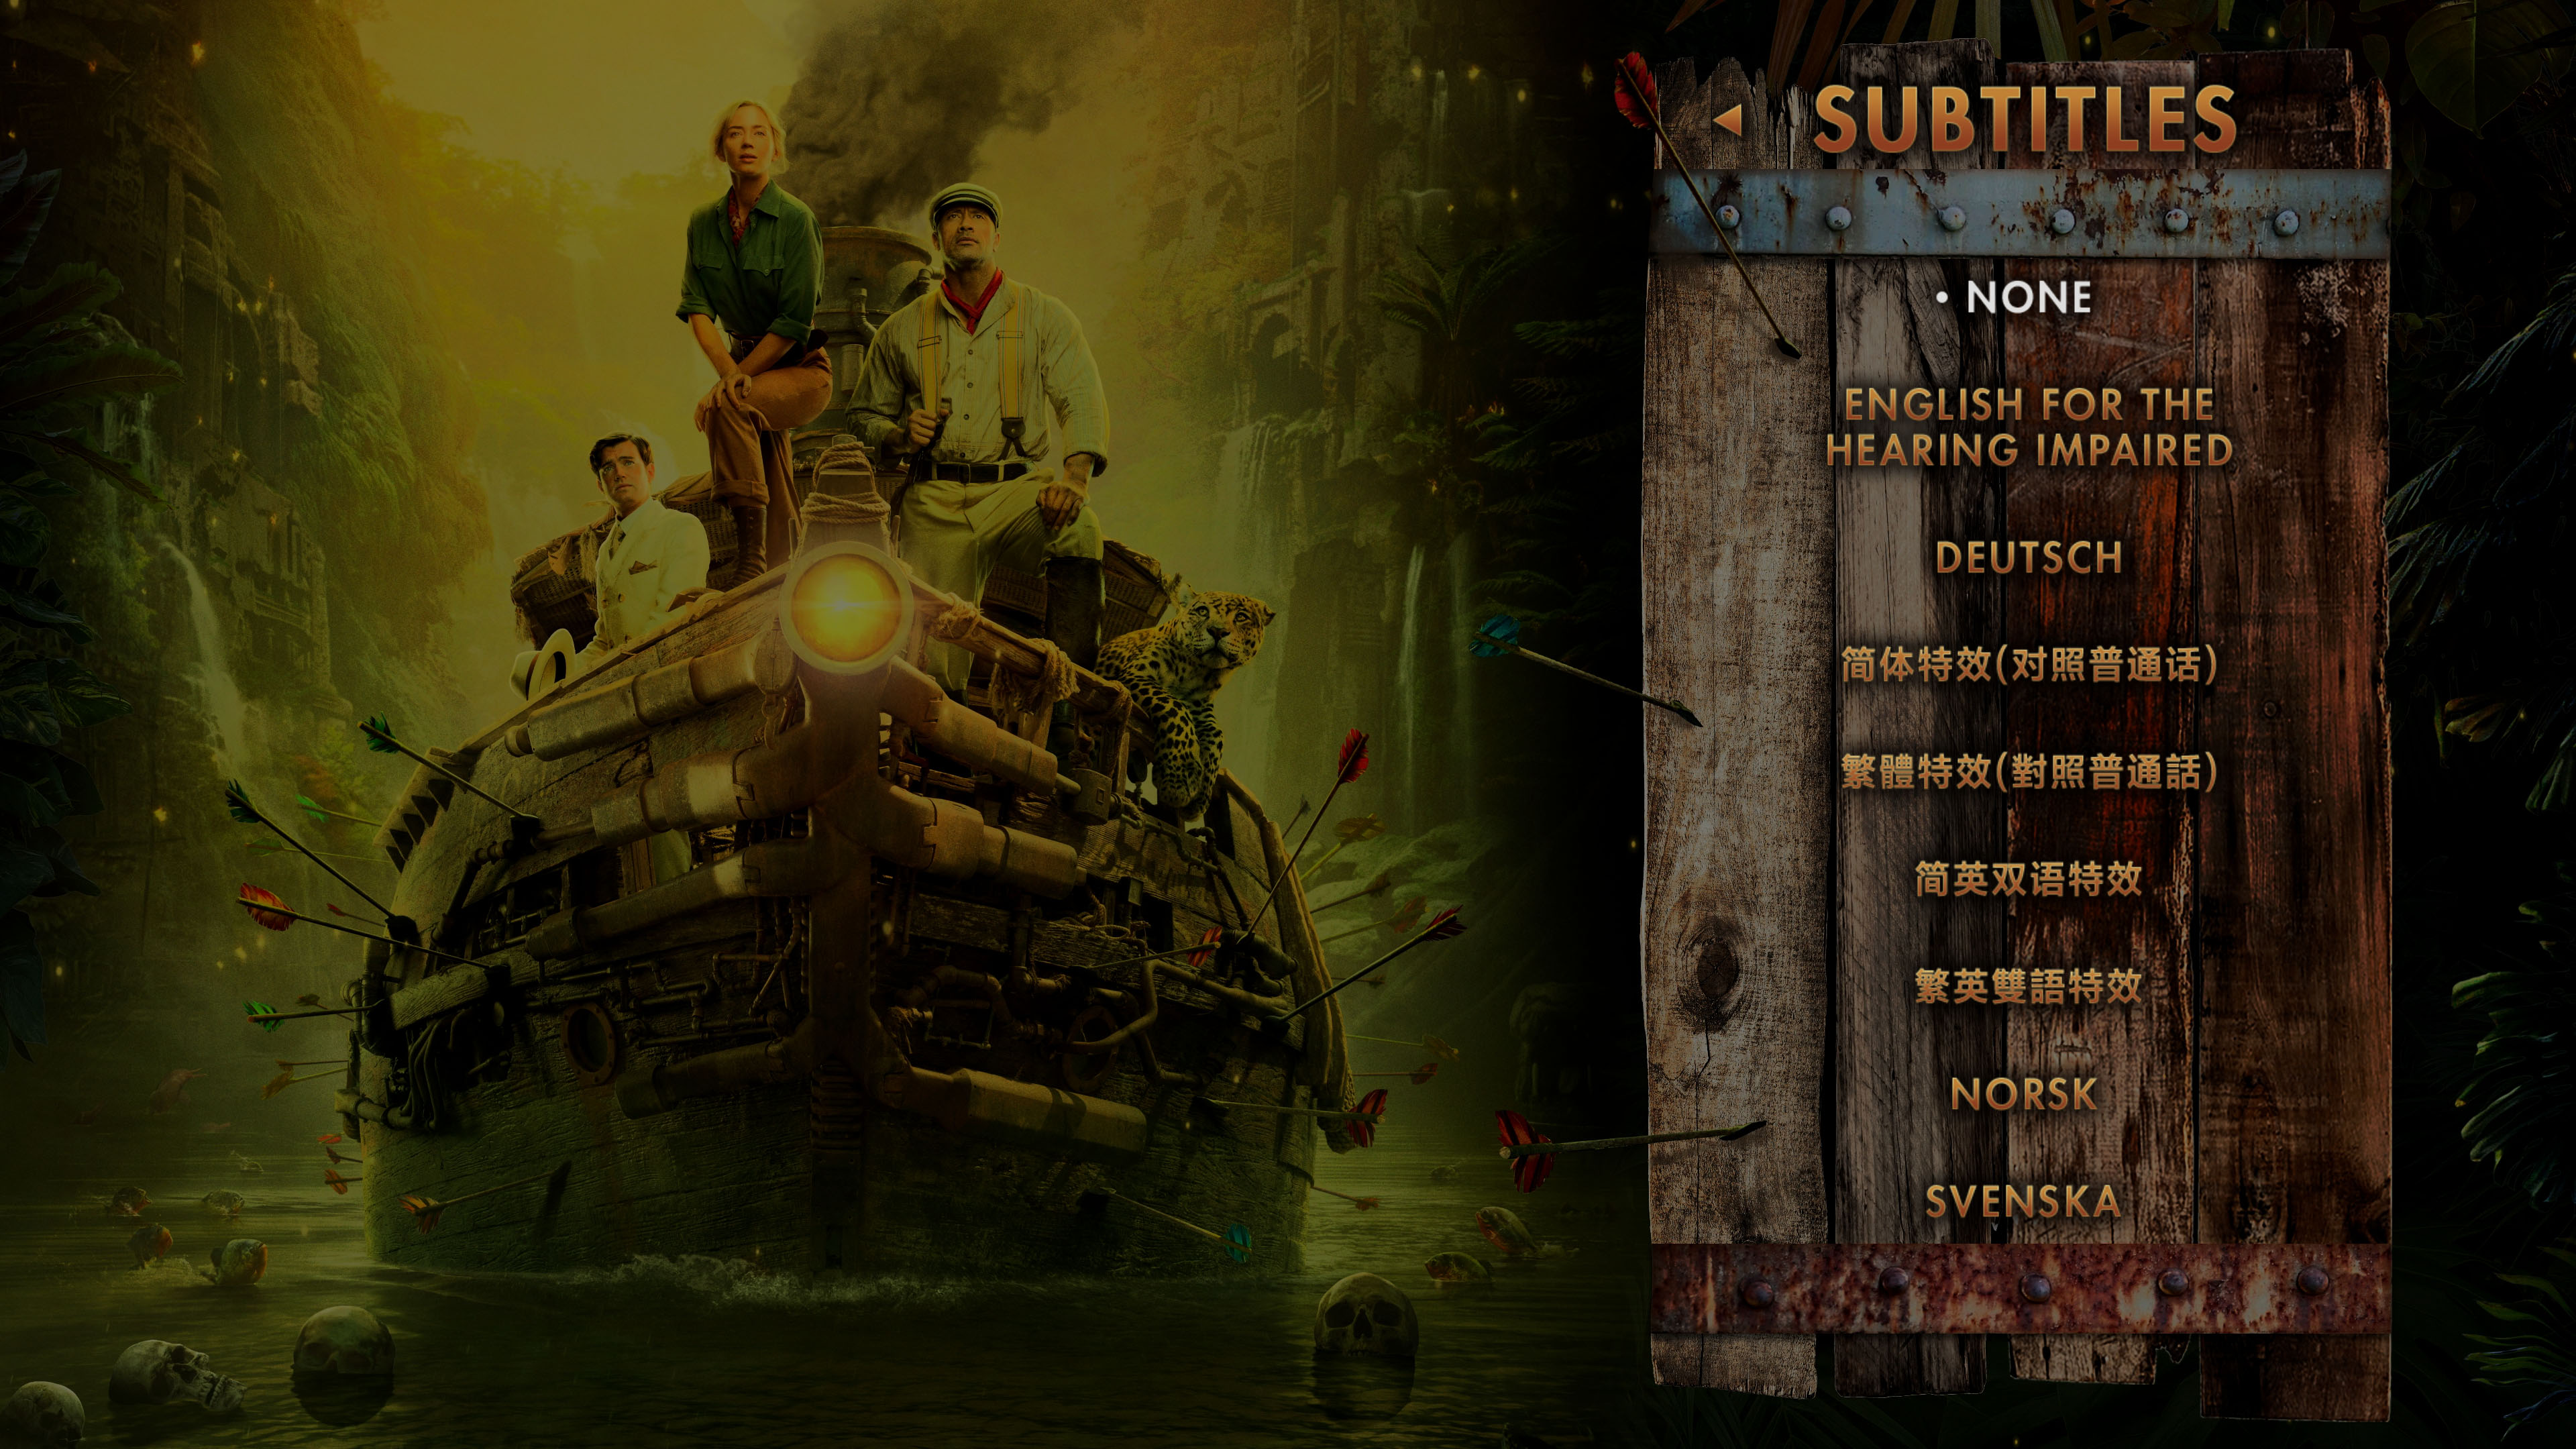 SUBTITLES
• NONE
ENGLISH FOR THE
HEARING IMPAIRED
DEUTSCH
简体特效(对照普通话)
繁體特效(對照普通話)
简英双语特效
繁英雙語特效
NORSK
SVENSKA